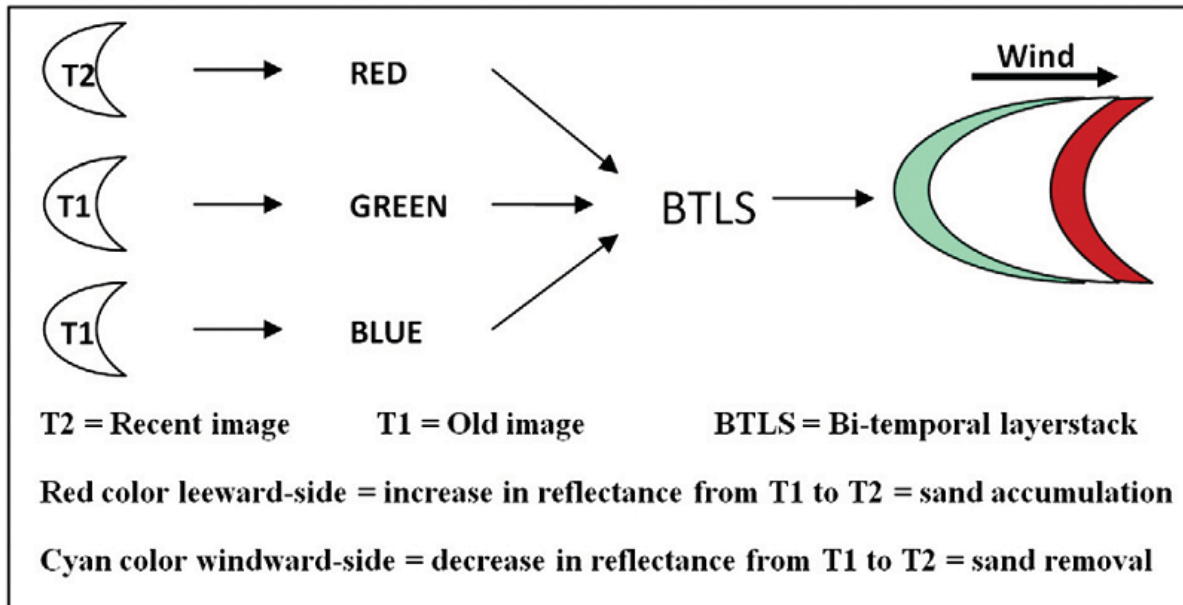 T2
RED
Wind
T1
GREEN
BTLS
T1
BLUE
T2 = Recent image T1 = Old image BTLS = Bi-temporal layerstack
Red color leeward-side = increase in reflectance from T1 to T2 = sand accumulation
Cyan color windward-side = decrease in reflectance from T1 to T2 = sand removal